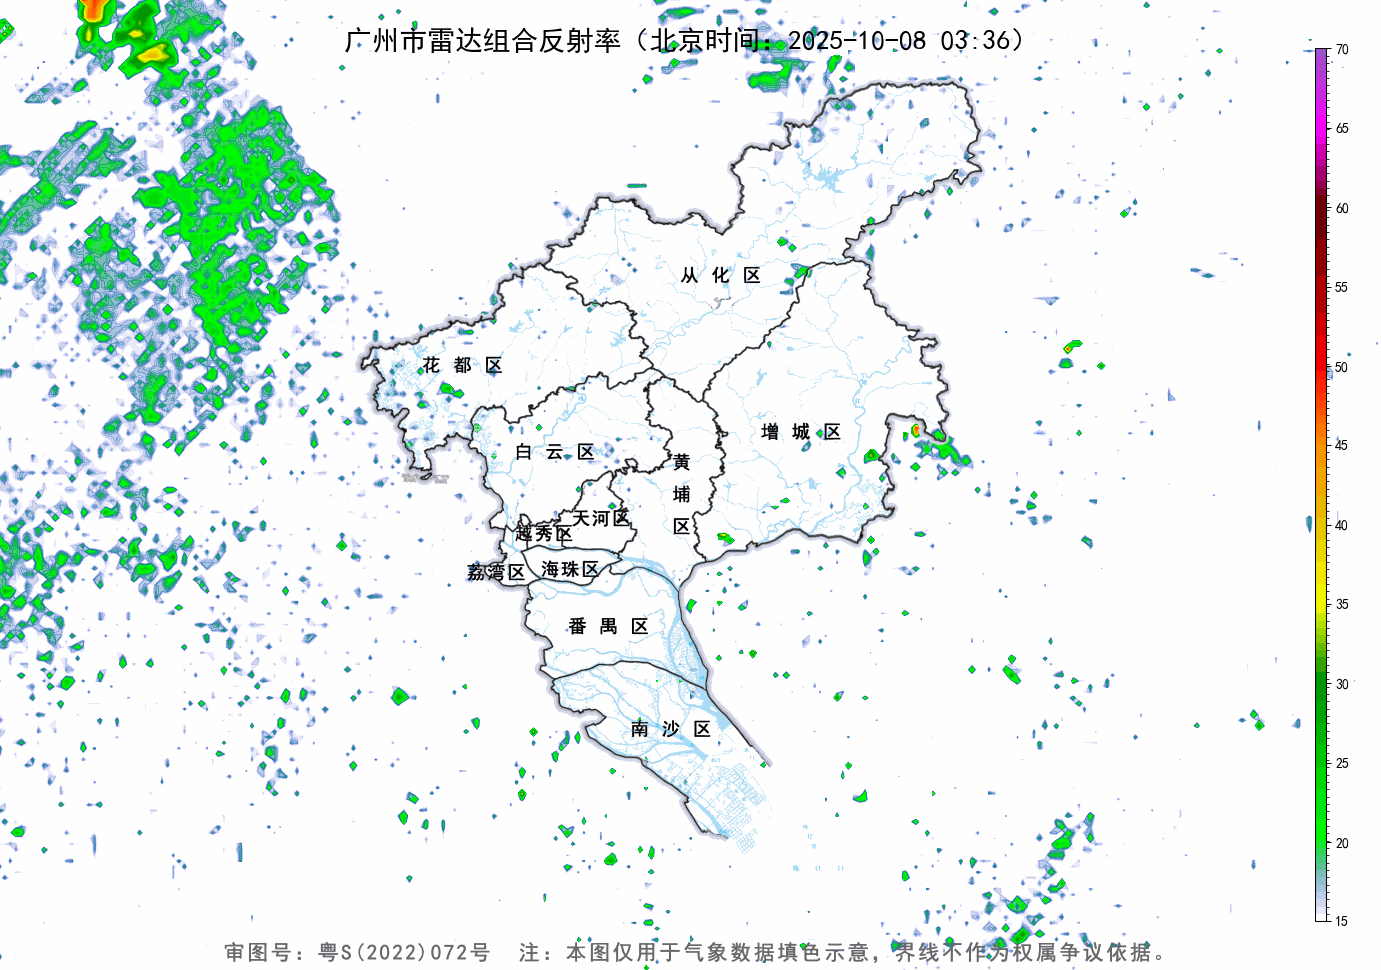 广州市雷达组合反射率（北京时间：2025-10-08 03:36）
70
65
60
55
50
45
40
35
30
25
20
15
从化区
花都区
增城区
白云区
黄埔区
天河区
越秀区
海珠区
荔湾区
番禺区
南沙区
审图号：粤S(2022)072号 注：本图仅用于气象数据填色示意，界线不作为权属争议依据。